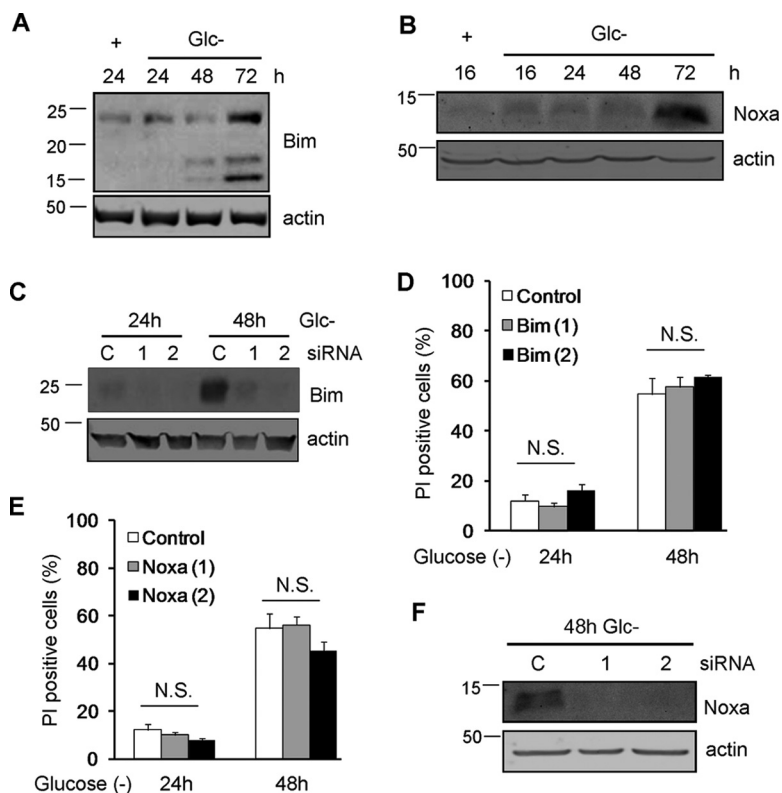 A
+ Glc-
24 24 48 72 h
25
20
15
Bim
50
actin
B
+ Glc-
16 16 24 48 72 h
15
Noxa
50
actin
C
24h 48h Glc-
C 1 2 C 1 2 siRNA
25
Bim
50
actin
D
PI positive cells (%)
100
80
60
40
20
0
Control
Bim (1)
Bim (2)
N.S.
N.S.
Glucose (-) 24h 48h
E
PI positive cells (%)
100
80
60
40
20
0
Control
Noxa (1)
Noxa (2)
N.S.
N.S.
Glucose (-) 24h 48h
F
48h Glc-
C 1 2 siRNA
15
Noxa
50
actin